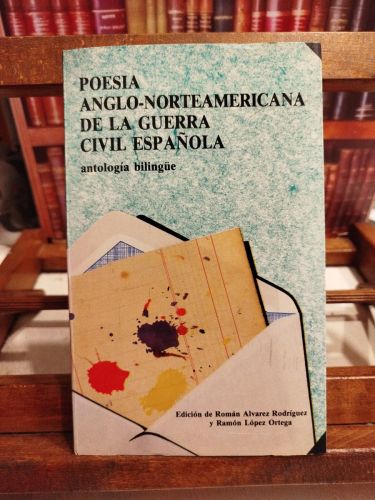 POESIA
ANGLO-NORTEAMERICANA
DE LA GUERRA
CIVIL ESPAÑOLA
antología bilingüe
Edición de Román Alvarez Rodríguez
y Ramón López Ortega